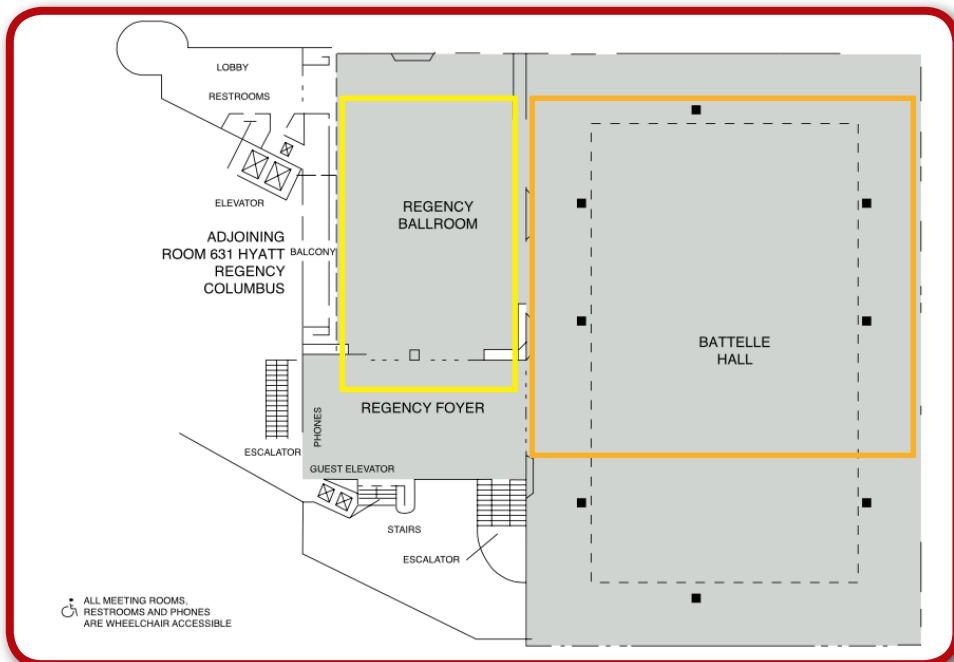 LOBBY
RESTROOMS
ELEVATOR
ADJOINING
ROOM 631 HYATT
REGENCY
COLUMBUS
BALCONY
REGENCY
BALLROOM
BATTELLE
HALL
REGENCY FOYER
PHONES
ESCALATOR
GUEST ELEVATOR
STAIRS
ESCALATOR
ALL MEETING ROOMS,
RESTROOMS AND PHONES
ARE WHEELCHAIR ACCESSIBLE